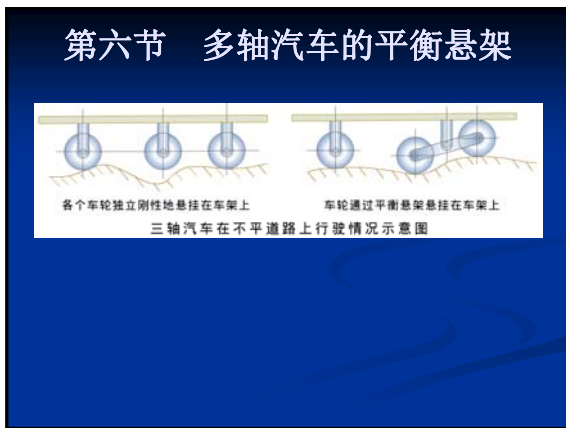 第六节 多轴汽车的平衡悬架
各个车轮独立刚性地悬挂在车架上
车轮通过平衡悬架悬挂在车架上
三轴汽车在不平道路上行驶情况示意图